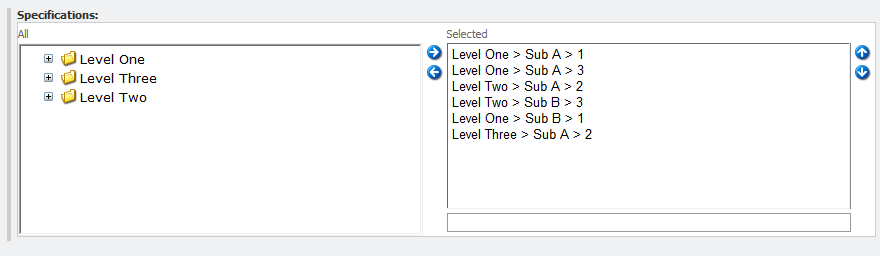 Specifications:
All
Level One
Level Three
Level Two
Selected
Level One > Sub A > 1
Level One > Sub A > 3
Level Two > Sub A > 2
Level Two > Sub B > 3
Level One > Sub B > 1
Level Three > Sub A > 2